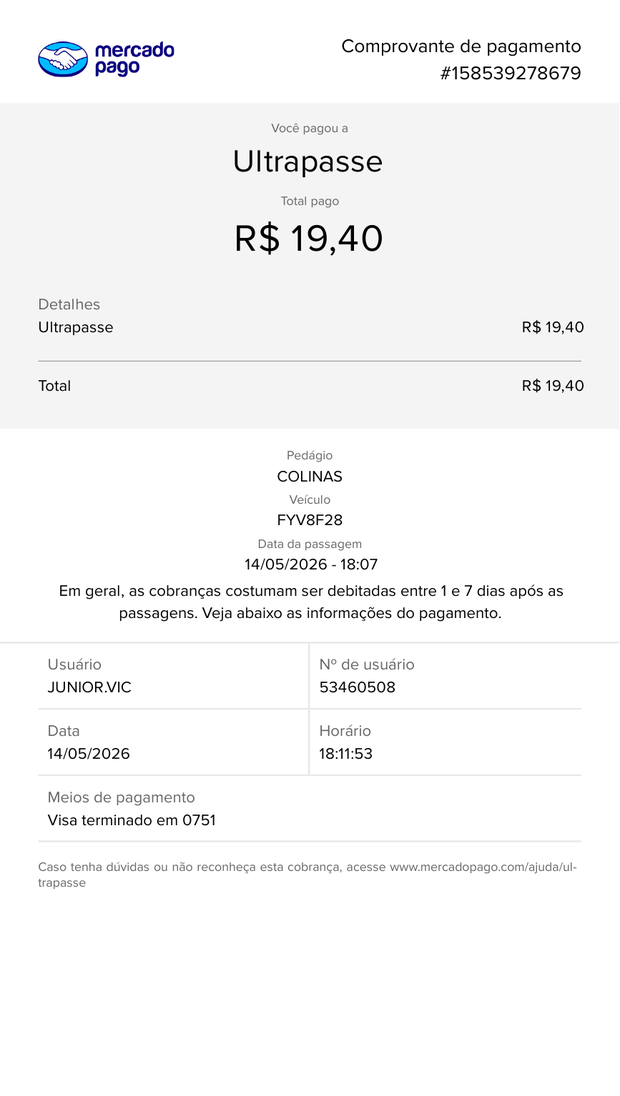 mercado
pago
Comprovante de pagamento
#158539278679
Você pagou a
Ultrapasse
Total pago
R$ 19,40
Detalhes
Ultrapasse R$ 19,40
Total R$ 19,40
Pedágio
COLINAS
Veículo
FYV8F28
Data da passagem
14/05/2026 - 18:07
Em geral, as cobranças costumam ser debitadas entre 1 e 7 dias após as
passagens. Veja abaixo as informações do pagamento.
Usuário Nº de usuário
JUNIOR.VIC 53460508
Data Horário
14/05/2026 18:11:53
Meios de pagamento
Visa terminado em 0751
Caso tenha dúvidas ou não reconheça esta cobrança, acesse www.mercadopago.com/ajuda/ul-
trapasse